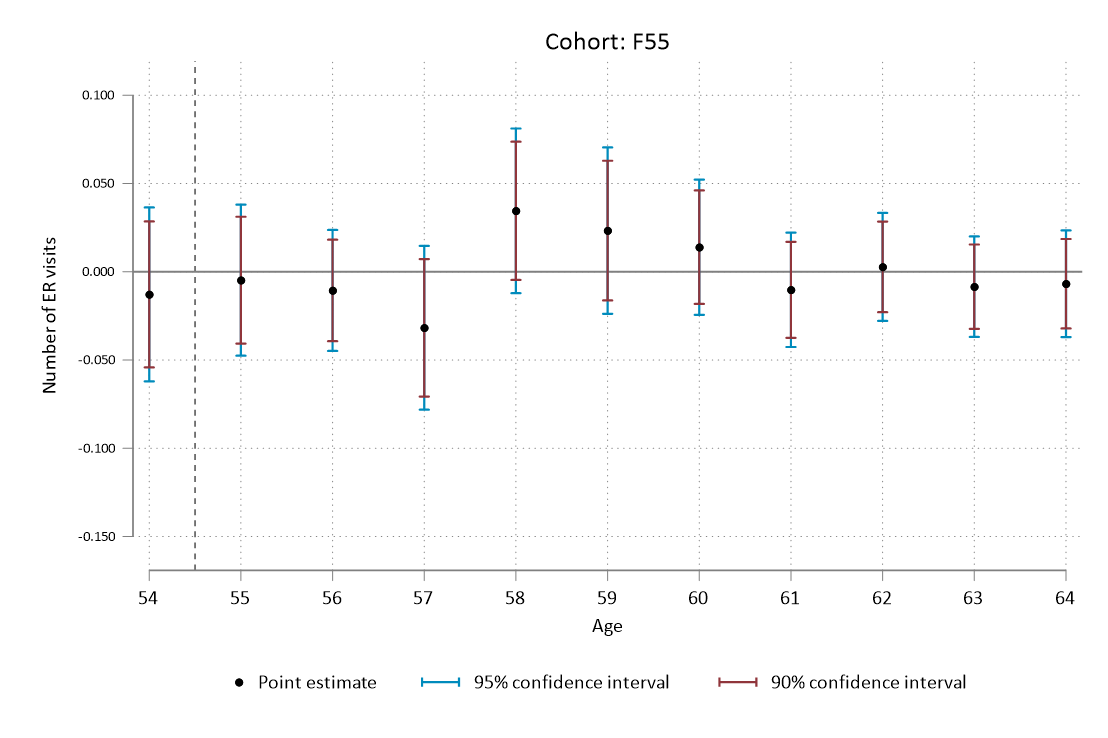 Cohort: F55
Number of ER visits
0.100
0.050
0.000
-0.050
-0.100
-0.150
54 55 56 57 58 59 60 61 62 63 64
Age
Point estimate 95% confidence interval 90% confidence interval